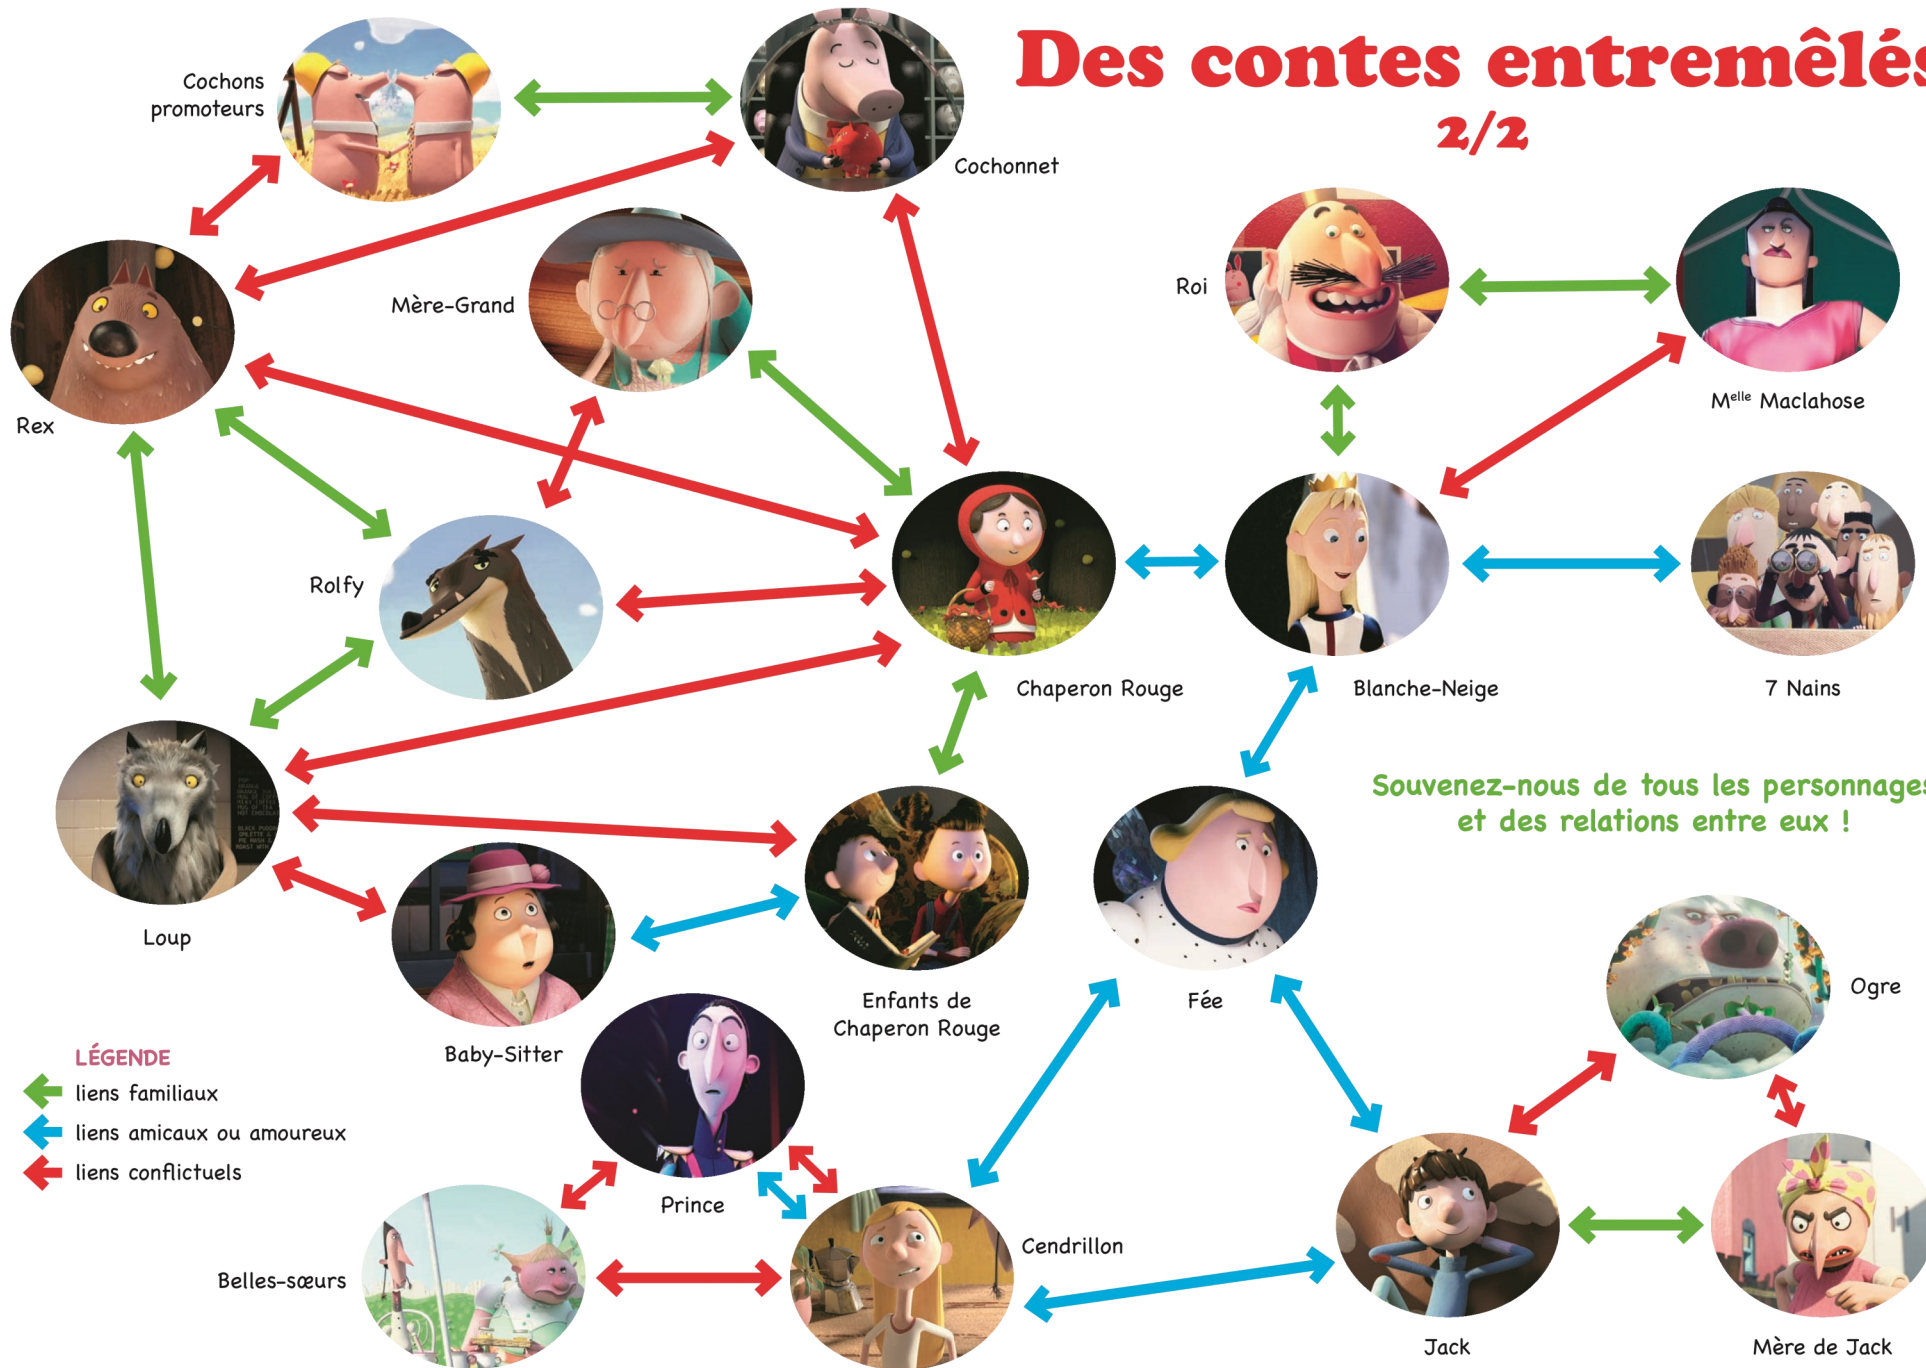 Des contes entremêlés
2/2
Cochons
promoteurs
Cochonnet
Mère-Grand
Roi
Melle Maclahose
Rex
Rolfy
Chaperon Rouge
Blanche-Neige
7 Nains
Souvenez-nous de tous les personnages
et des relations entre eux !
Loup
Enfants de
Chaperon Rouge
Fée
Ogre
Baby-Sitter
LÉGENDE
liens familiaux
liens amicaux ou amoureux
liens conflictuels
Prince
Cendrillon
Belles-sœurs
Jack
Mère de Jack